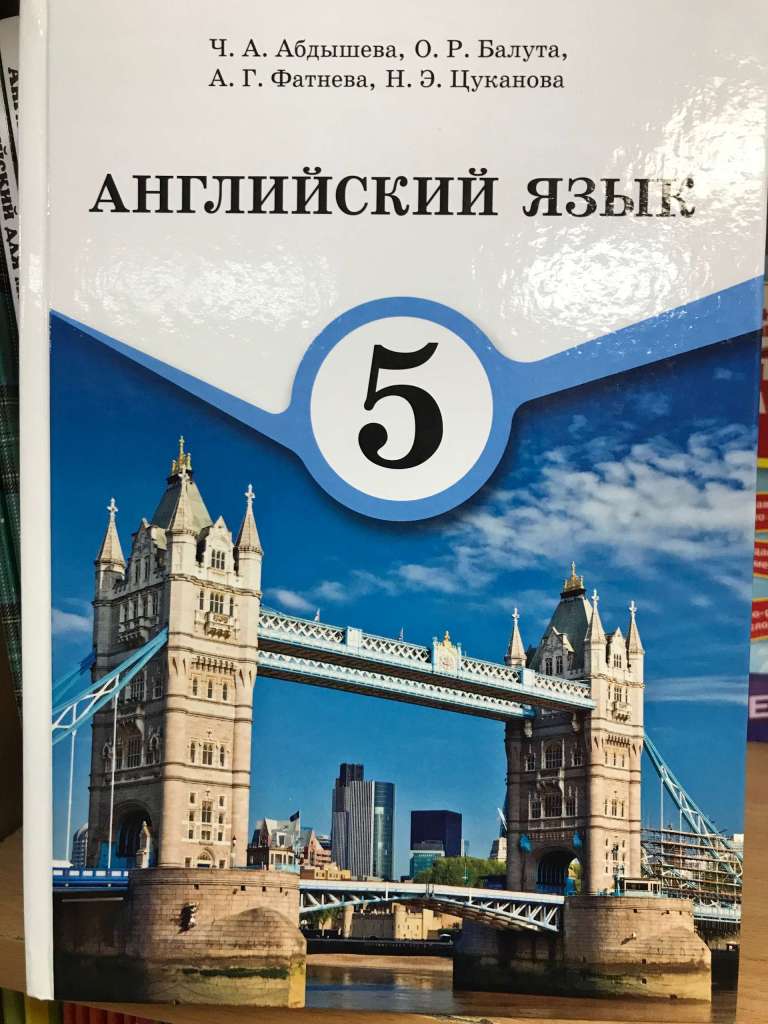 Ч. А. Абдышева, О. Р. Балута,
А. Г. Фатнева, Н. Э. Цуканова
АНГЛИЙСКИЙ ЯЗЫК
5